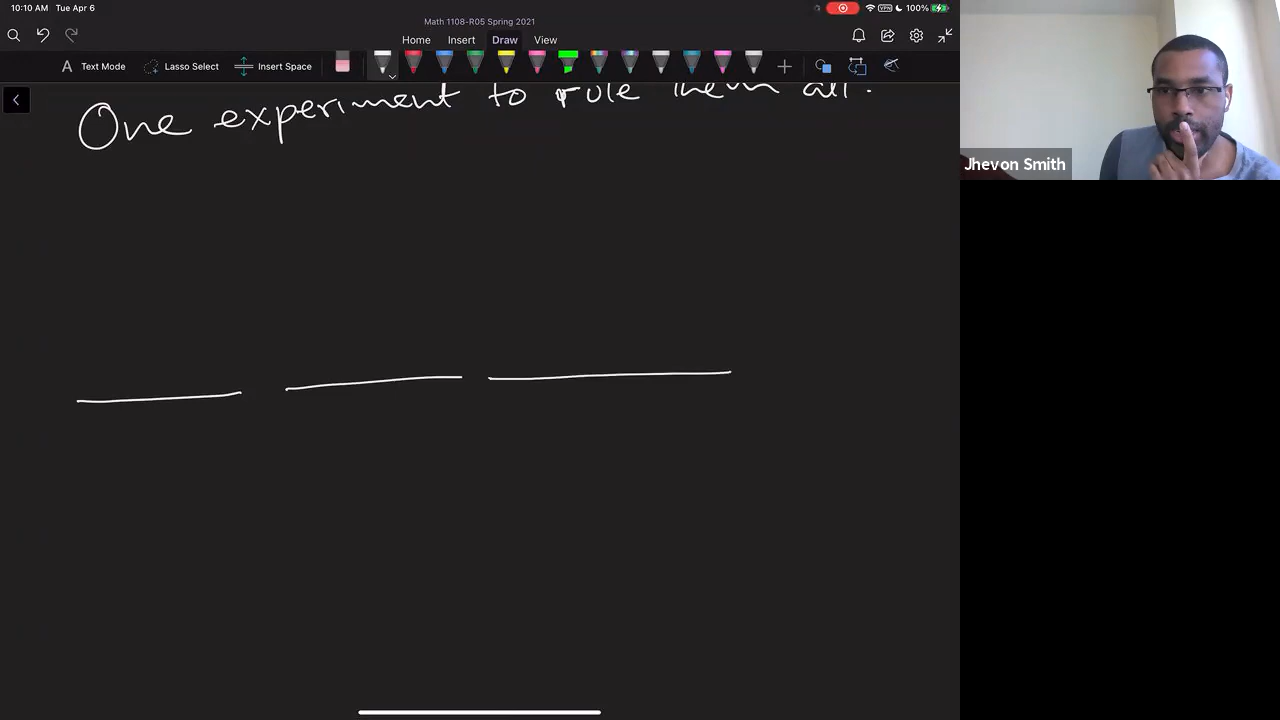 10:10 AM Tue Apr 6
VPN 100%
Math 1108-R05 Spring 2021
Home Insert Draw View
A Text Mode Lasso Select Insert Space
One experiment to rule them all.
Jhevon Smith